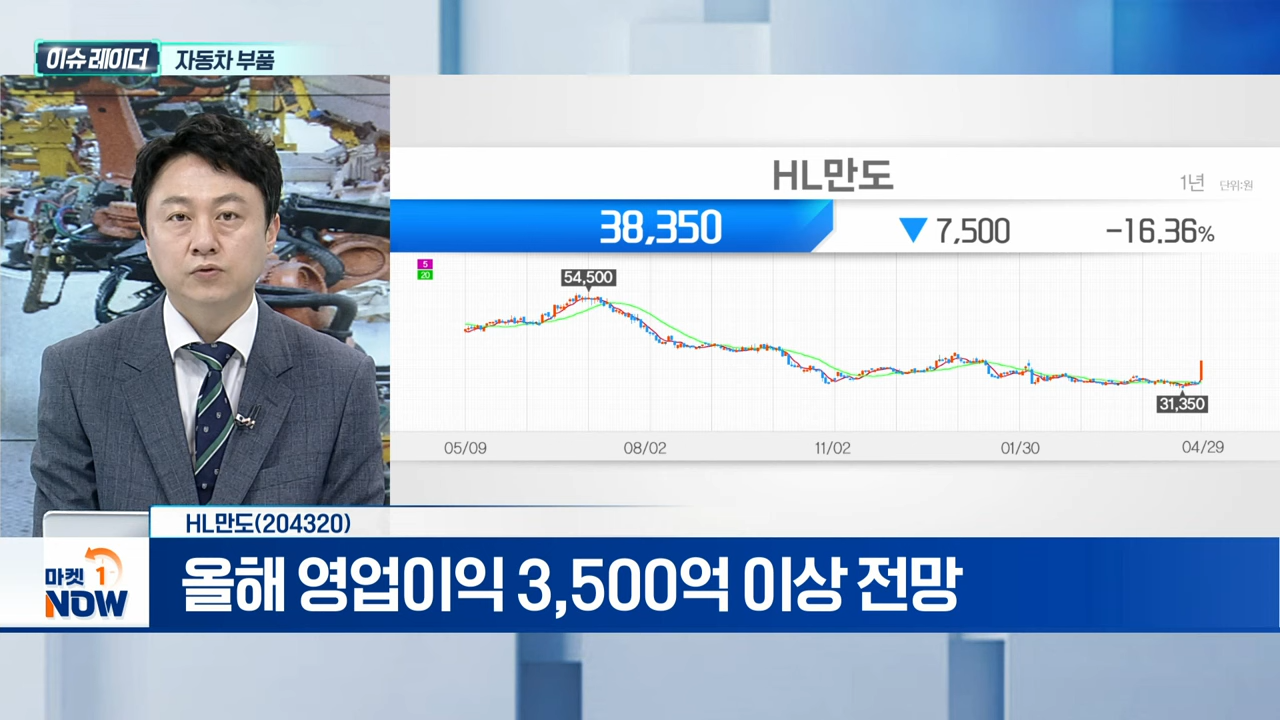 이슈 레이더
자동차 부품
HL만도
1년 단위:원
38,350
▼ 7,500
-16.36%
5
20
54,500
31,350
05/09
08/02
11/02
01/30
04/29
HL만도(204320)
마켓 1
NOW
올해 영업이익 3,500억 이상 전망